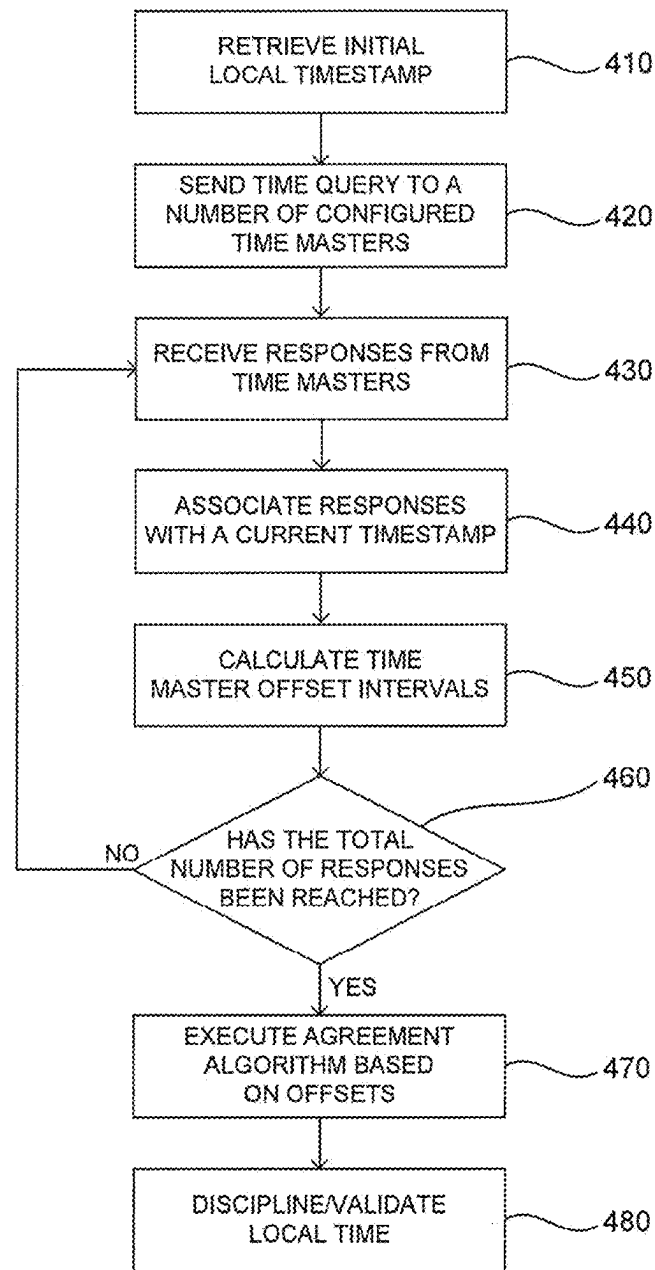 RETRIEVE INITIAL
LOCAL TIMESTAMP
410
SEND TIME QUERY TO A
NUMBER OF CONFIGURED
TIME MASTERS
420
RECEIVE RESPONSES FROM
TIME MASTERS
430
ASSOCIATE RESPONSES
WITH A CURRENT TIMESTAMP
440
CALCULATE TIME
MASTER OFFSET INTERVALS
450
460
HAS THE TOTAL
NUMBER OF RESPONSES
BEEN REACHED?
NO
YES
EXECUTE AGREEMENT
ALGORITHM BASED
ON OFFSETS
470
DISCIPLINE/VALIDATE
LOCAL TIME
480